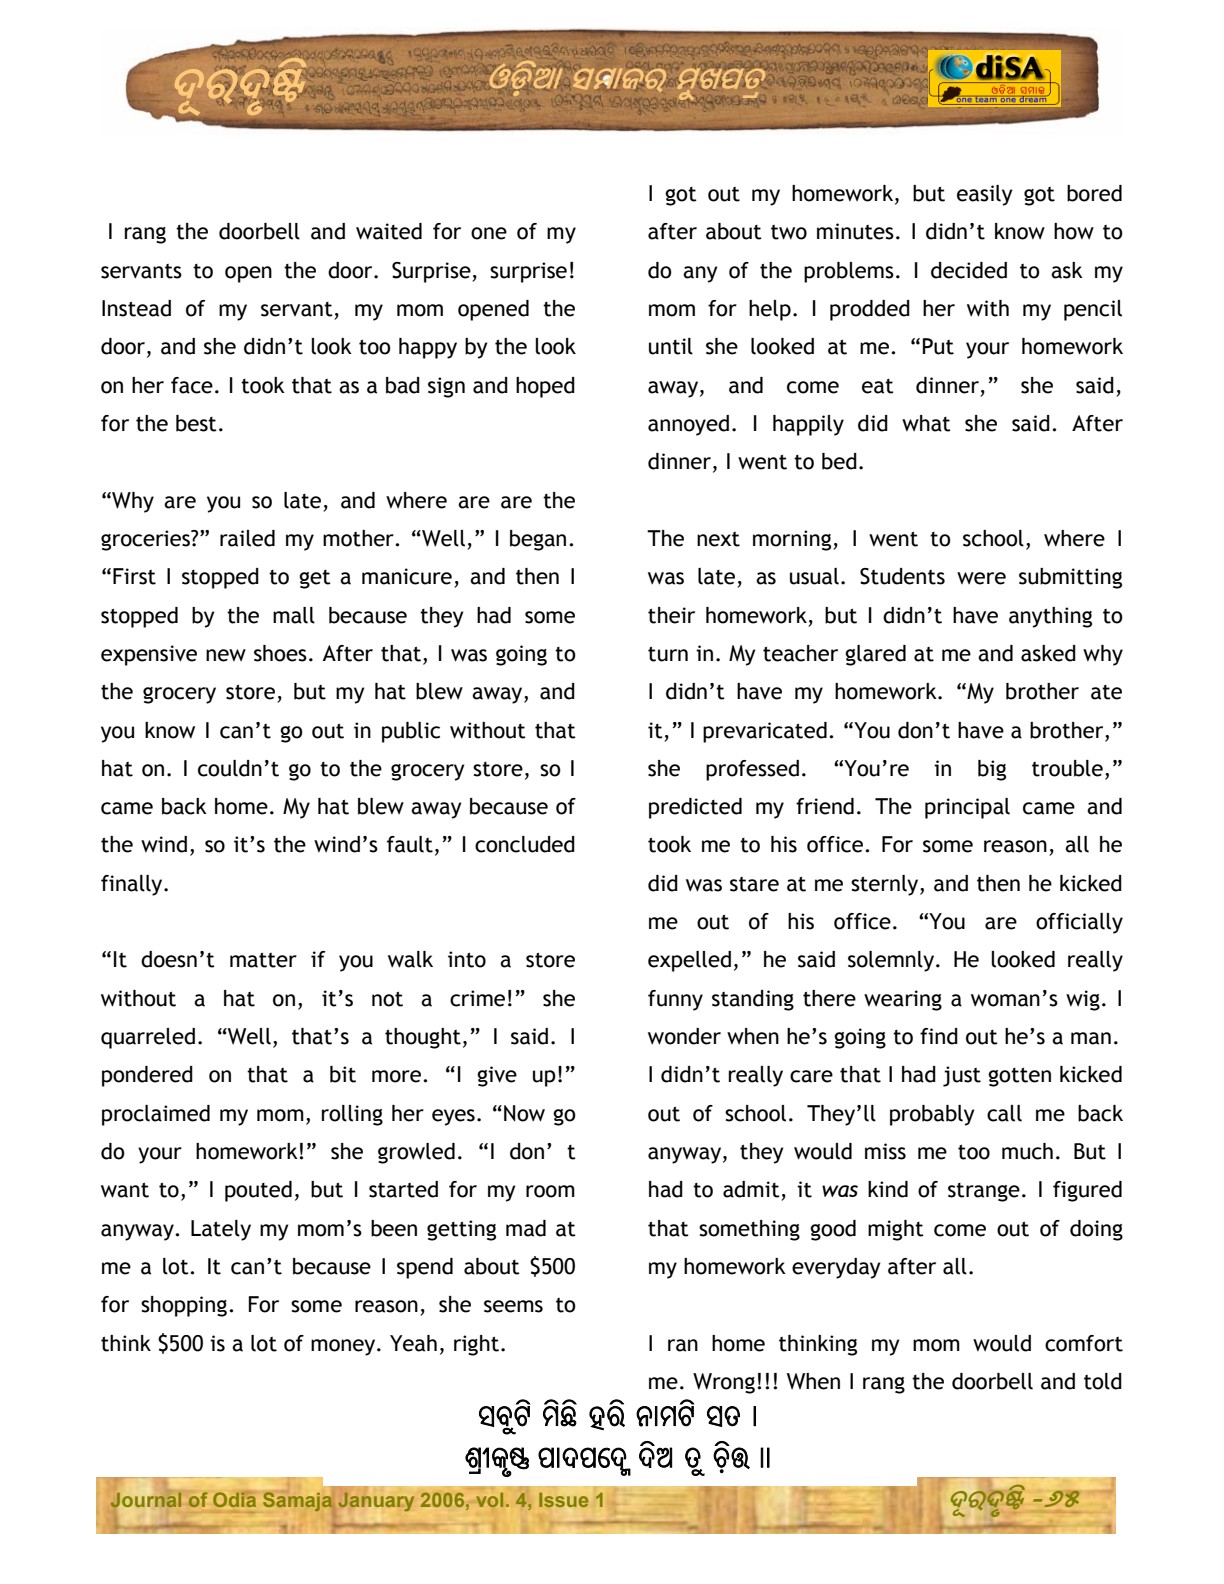 ଦୂରଦୃଷ୍ଟି
ଓଡ଼ିଆ ସମାଜର ମୁଖପତ୍ର
diSA
ଓଡ଼ିଆ ସମାଜ
one team one dream
I rang the doorbell and waited for one of my
servants to open the door. Surprise, surprise!
Instead of my servant, my mom opened the
door, and she didn’t look too happy by the look
on her face. I took that as a bad sign and hoped
for the best.
“Why are you so late, and where are are the
groceries?” railed my mother. “Well,” I began.
“First I stopped to get a manicure, and then I
stopped by the mall because they had some
expensive new shoes. After that, I was going to
the grocery store, but my hat blew away, and
you know I can’t go out in public without that
hat on. I couldn’t go to the grocery store, so I
came back home. My hat blew away because of
the wind, so it’s the wind’s fault,” I concluded
finally.
“It doesn’t matter if you walk into a store
without a hat on, it’s not a crime!” she
quarreled. “Well, that’s a thought,” I said. I
pondered on that a bit more. “I give up!”
proclaimed my mom, rolling her eyes. “Now go
do your homework!” she growled. “I don’ t
want to,” I pouted, but I started for my room
anyway. Lately my mom’s been getting mad at
me a lot. It can’t because I spend about $500
for shopping. For some reason, she seems to
think $500 is a lot of money. Yeah, right.
I got out my homework, but easily got bored
after about two minutes. I didn’t know how to
do any of the problems. I decided to ask my
mom for help. I prodded her with my pencil
until she looked at me. “Put your homework
away, and come eat dinner,” she said,
annoyed. I happily did what she said. After
dinner, I went to bed.
The next morning, I went to school, where I
was late, as usual. Students were submitting
their homework, but I didn’t have anything to
turn in. My teacher glared at me and asked why
I didn’t have my homework. “My brother ate
it,” I prevaricated. “You don’t have a brother,”
she professed. “You’re in big trouble,”
predicted my friend. The principal came and
took me to his office. For some reason, all he
did was stare at me sternly, and then he kicked
me out of his office. “You are officially
expelled,” he said solemnly. He looked really
funny standing there wearing a woman’s wig. I
wonder when he’s going to find out he’s a man.
I didn’t really care that I had just gotten kicked
out of school. They’ll probably call me back
anyway, they would miss me too much. But I
had to admit, it was kind of strange. I figured
that something good might come out of doing
my homework everyday after all.
I ran home thinking my mom would comfort
me. Wrong!!! When I rang the doorbell and told
ସବୁଟି ମିଛି ହରି ନାମଟି ସତ ।
ଶ୍ରୀକୃଷ୍ଣ ପାଦପଦ୍ମେ ଦିଅ ତୁ ଚ଼ିତ୍ତ ॥
Journal of Odia Samaja January 2006, vol. 4, Issue 1
ଦୂରଦୃଷ୍ଟି - ୬୫